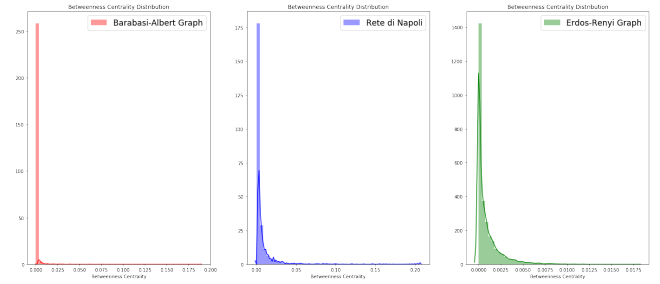 Betweenness Centrality Distribution
Barabasi-Albert Graph
250
200
150
100
50
0
0.000 0.025 0.050 0.075 0.100 0.125 0.150 0.175 0.200
Betweenness Centrality
Betweenness Centrality Distribution
Rete di Napoli
175
150
125
100
75
50
25
0
0.00 0.05 0.10 0.15 0.20
Betweenness Centrality
Betweenness Centrality Distribution
Erdos-Renyi Graph
1400
1200
1000
800
600
400
200
0
0.0000 0.0025 0.0050 0.0075 0.0100 0.0125 0.0150 0.0175
Betweenness Centrality